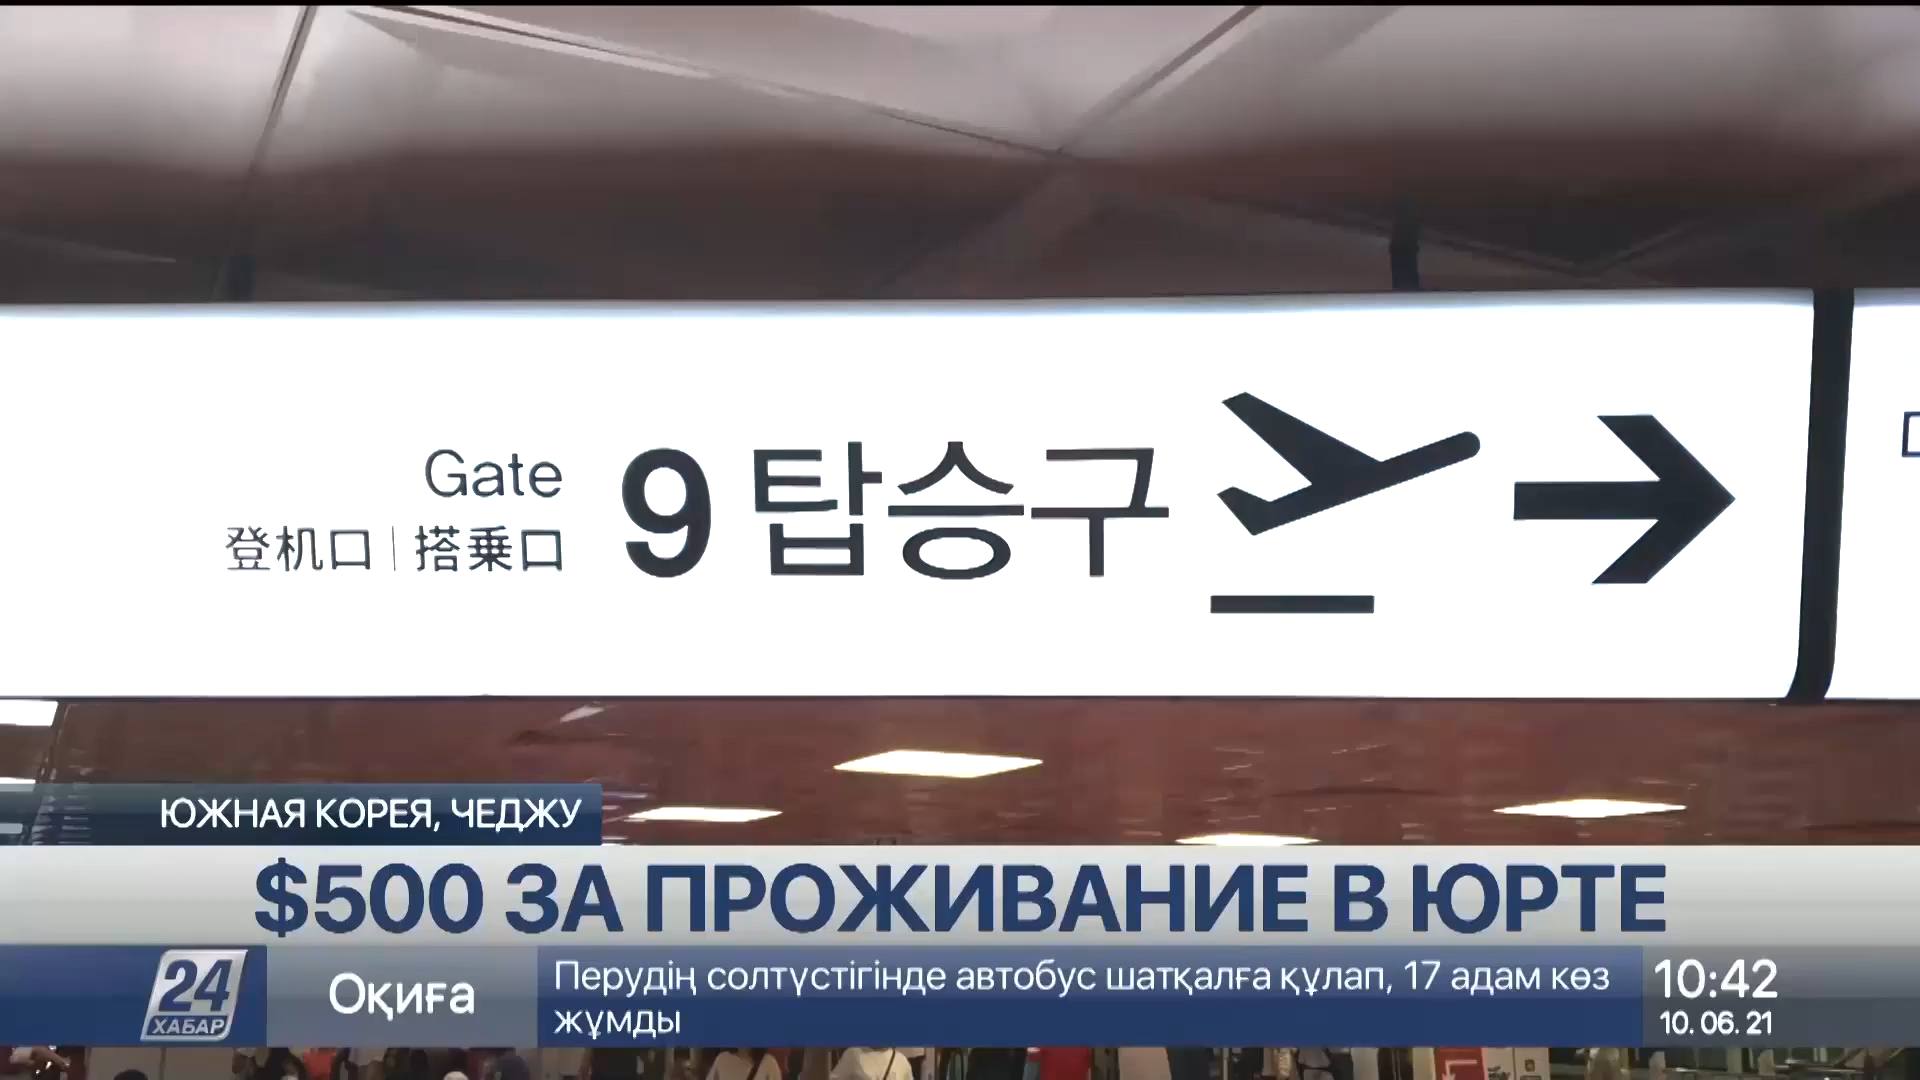 Gate
登机口 | 搭乗口
9 탑승구
ЮЖНАЯ КОРЕЯ, ЧЕДЖУ
$500 ЗА ПРОЖИВАНИЕ В ЮРТЕ
24
ХАБАР
Оқиға
Перудің солтүстігінде автобус шатқалға құлап, 17 адам көз
жұмды
10:42
10. 06. 21